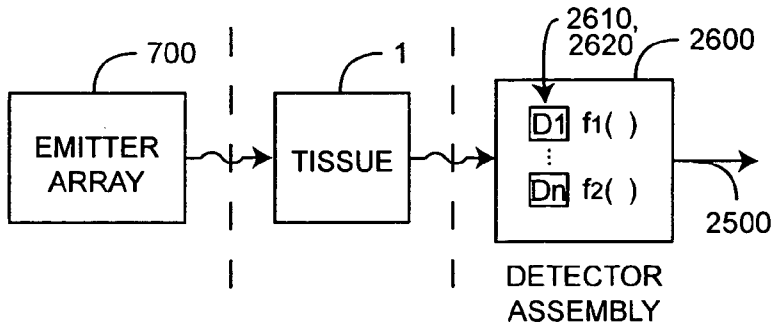 700
1
2610,
2620
2600
EMITTER
ARRAY
TISSUE
D1 f1( )
⋮
Dn f2( )
2500
DETECTOR
ASSEMBLY